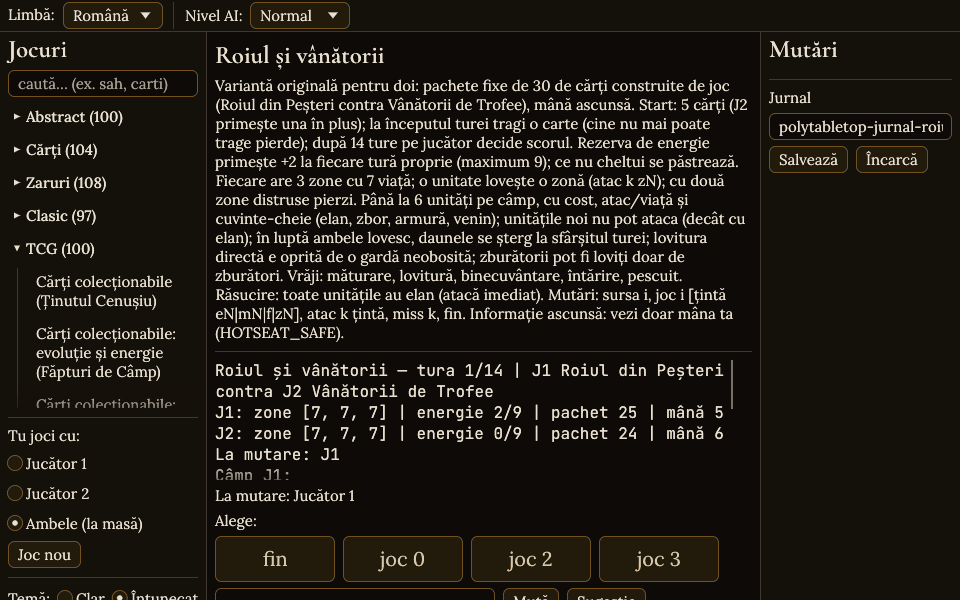 Limbă: Română ▼ Nivel AI: Normal ▼
Jocuri
caută... (ex. sah, carti)
▸ Abstract (100)
▸ Cărți (104)
▸ Zaruri (108)
▸ Clasic (97)
▾ TCG (100)
Cărți colecționabile
(Ținutul Cenușiu)
Cărți colecționabile:
evoluție și energie
(Făpturi de Câmp)
Cărți colecționabile:
Tu joci cu:
Jucător 1
Jucător 2
Ambele (la masă)
Joc nou
Temă: Clar Întunecat
Roiul și vânătorii
Variantă originală pentru doi: pachete fixe de 30 de cărți construite de joc
(Roiul din Peșteri contra Vânătorii de Trofee), mână ascunsă. Start: 5 cărți (J2
primește una în plus); la începutul turei tragi o carte (cine nu mai poate
trage pierde); după 14 ture pe jucător decide scorul. Rezerva de energie
primește +2 la fiecare tură proprie (maximum 9); ce nu cheltui se păstrează.
Fiecare are 3 zone cu 7 viață; o unitate lovește o zonă (atac k zN); cu două
zone distruse pierzi. Până la 6 unități pe câmp, cu cost, atac/viață și
cuvinte-cheie (elan, zbor, armură, venin); unitățile noi nu pot ataca (decât cu
elan); în luptă ambele lovesc, daunele se șterg la sfârșitul turei; lovitura
directă e oprită de o gardă neobosită; zburătorii pot fi loviți doar de
zburători. Vrăji: măturare, lovitură, binecuvântare, întărire, pescuit.
Răsucire: toate unitățile au elan (atacă imediat). Mutări: sursa i, joc i [țintă
eN|mN|f|zN], atac k țintă, miss k, fin. Informație ascunsă: vezi doar mâna ta
(HOTSEAT_SAFE).
Roiul și vânătorii — tura 1/14 | J1 Roiul din Peșteri
contra J2 Vânătorii de Trofee
J1: zone [7, 7, 7] | energie 2/9 | pachet 25 | mână 5
J2: zone [7, 7, 7] | energie 0/9 | pachet 24 | mână 6
La mutare: J1
Câmp J1:
La mutare: Jucător 1
Alege:
fin joc 0 joc 2 joc 3
Mută Sugestie
Mutări
Jurnal
polytabletop-jurnal-roiu
Salvează Încarcă